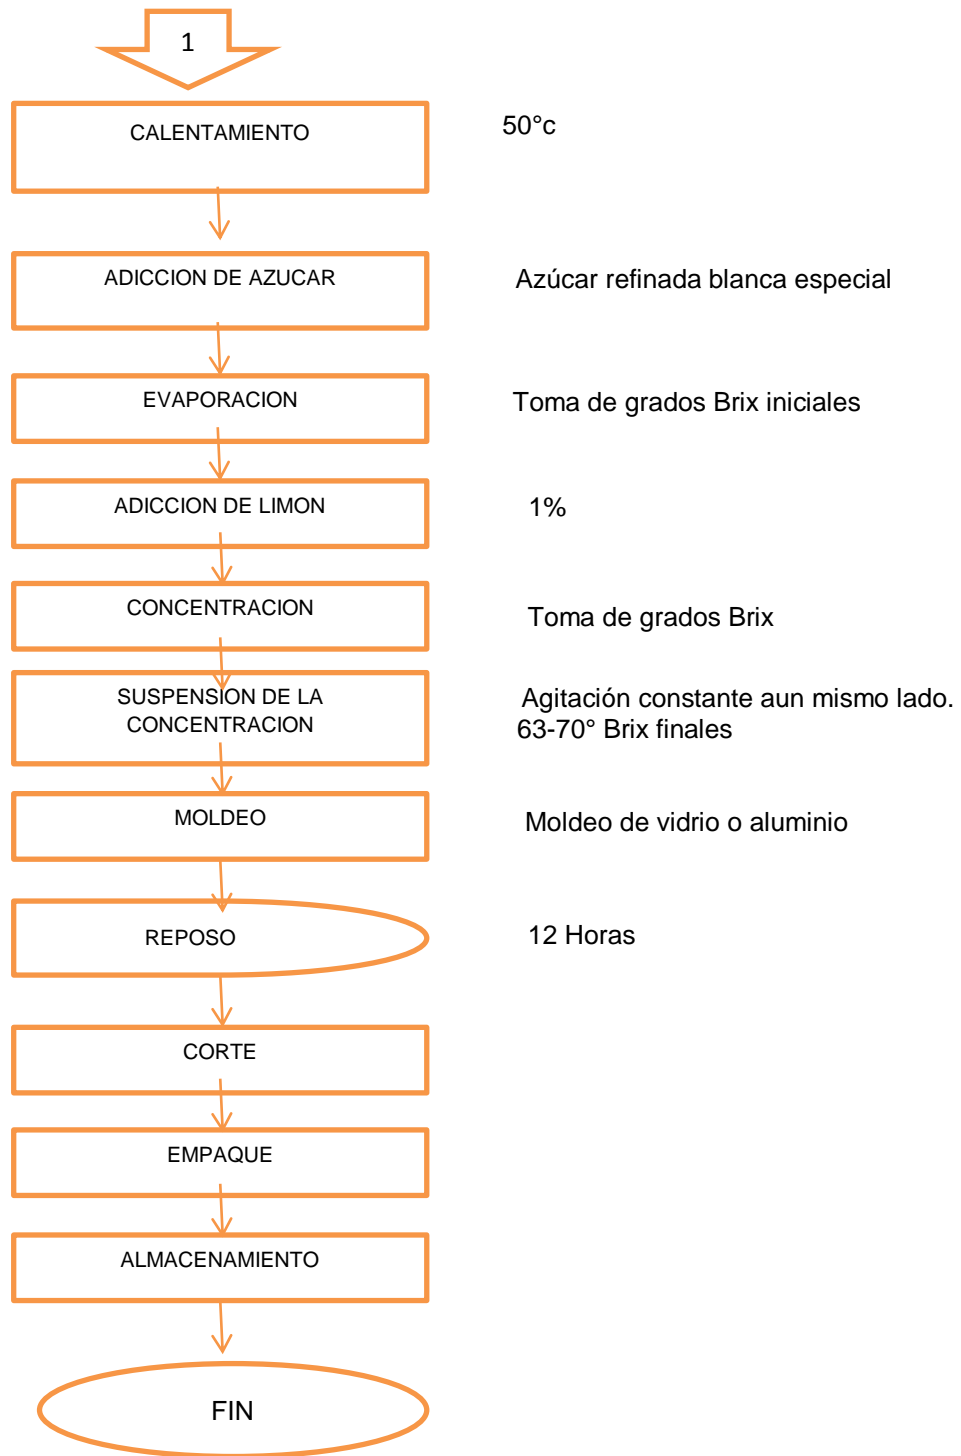 1
CALENTAMIENTO
50°c
ADICCION DE AZUCAR
Azúcar refinada blanca especial
EVAPORACION
Toma de grados Brix iniciales
ADICCION DE LIMON
1%
CONCENTRACION
Toma de grados Brix
SUSPENSION DE LA
CONCENTRACION
Agitación constante aun mismo lado.
63-70° Brix finales
MOLDEO
Moldeo de vidrio o aluminio
REPOSO
12 Horas
CORTE
EMPAQUE
ALMACENAMIENTO
FIN